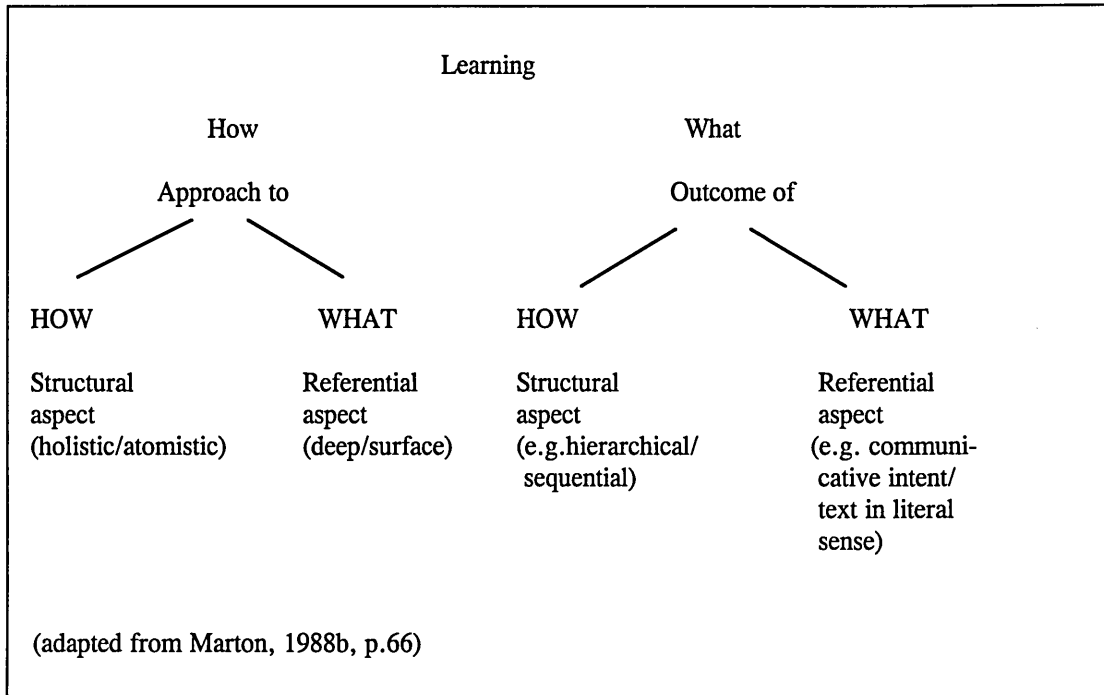 Learning
How What
Approach to Outcome of
HOW WHAT HOW WHAT
Structural Referential Structural Referential
aspect aspect aspect aspect
(holistic/atomistic) (deep/surface) (e.g.hierarchical/ (e.g. communi-
sequential) cative intent/
text in literal
sense)
(adapted from Marton, 1988b, p.66)